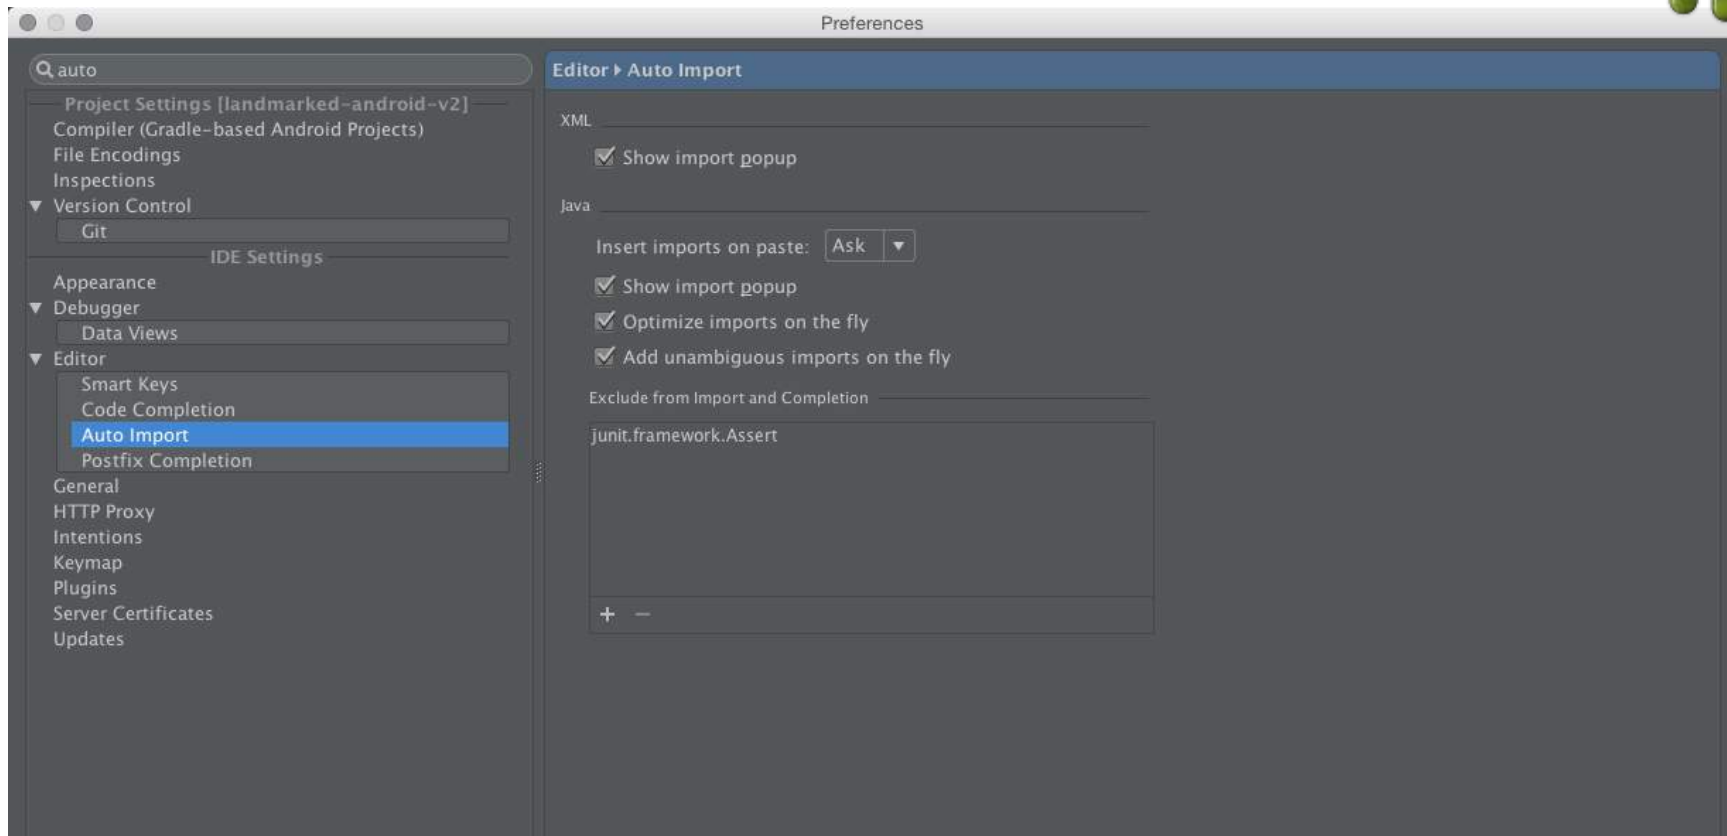 Preferences
auto
Project Settings [landmarked-android-v2]
Compiler (Gradle-based Android Projects)
File Encodings
Inspections
Version Control
Git
IDE Settings
Appearance
Debugger
Data Views
Editor
Smart Keys
Code Completion
Auto Import
Postfix Completion
General
HTTP Proxy
Intentions
Keymap
Plugins
Server Certificates
Updates
Editor Auto Import
XML
Show import popup
Java
Insert imports on paste: Ask
Show import popup
Optimize imports on the fly
Add unambiguous imports on the fly
Exclude from Import and Completion
junit.framework.Assert